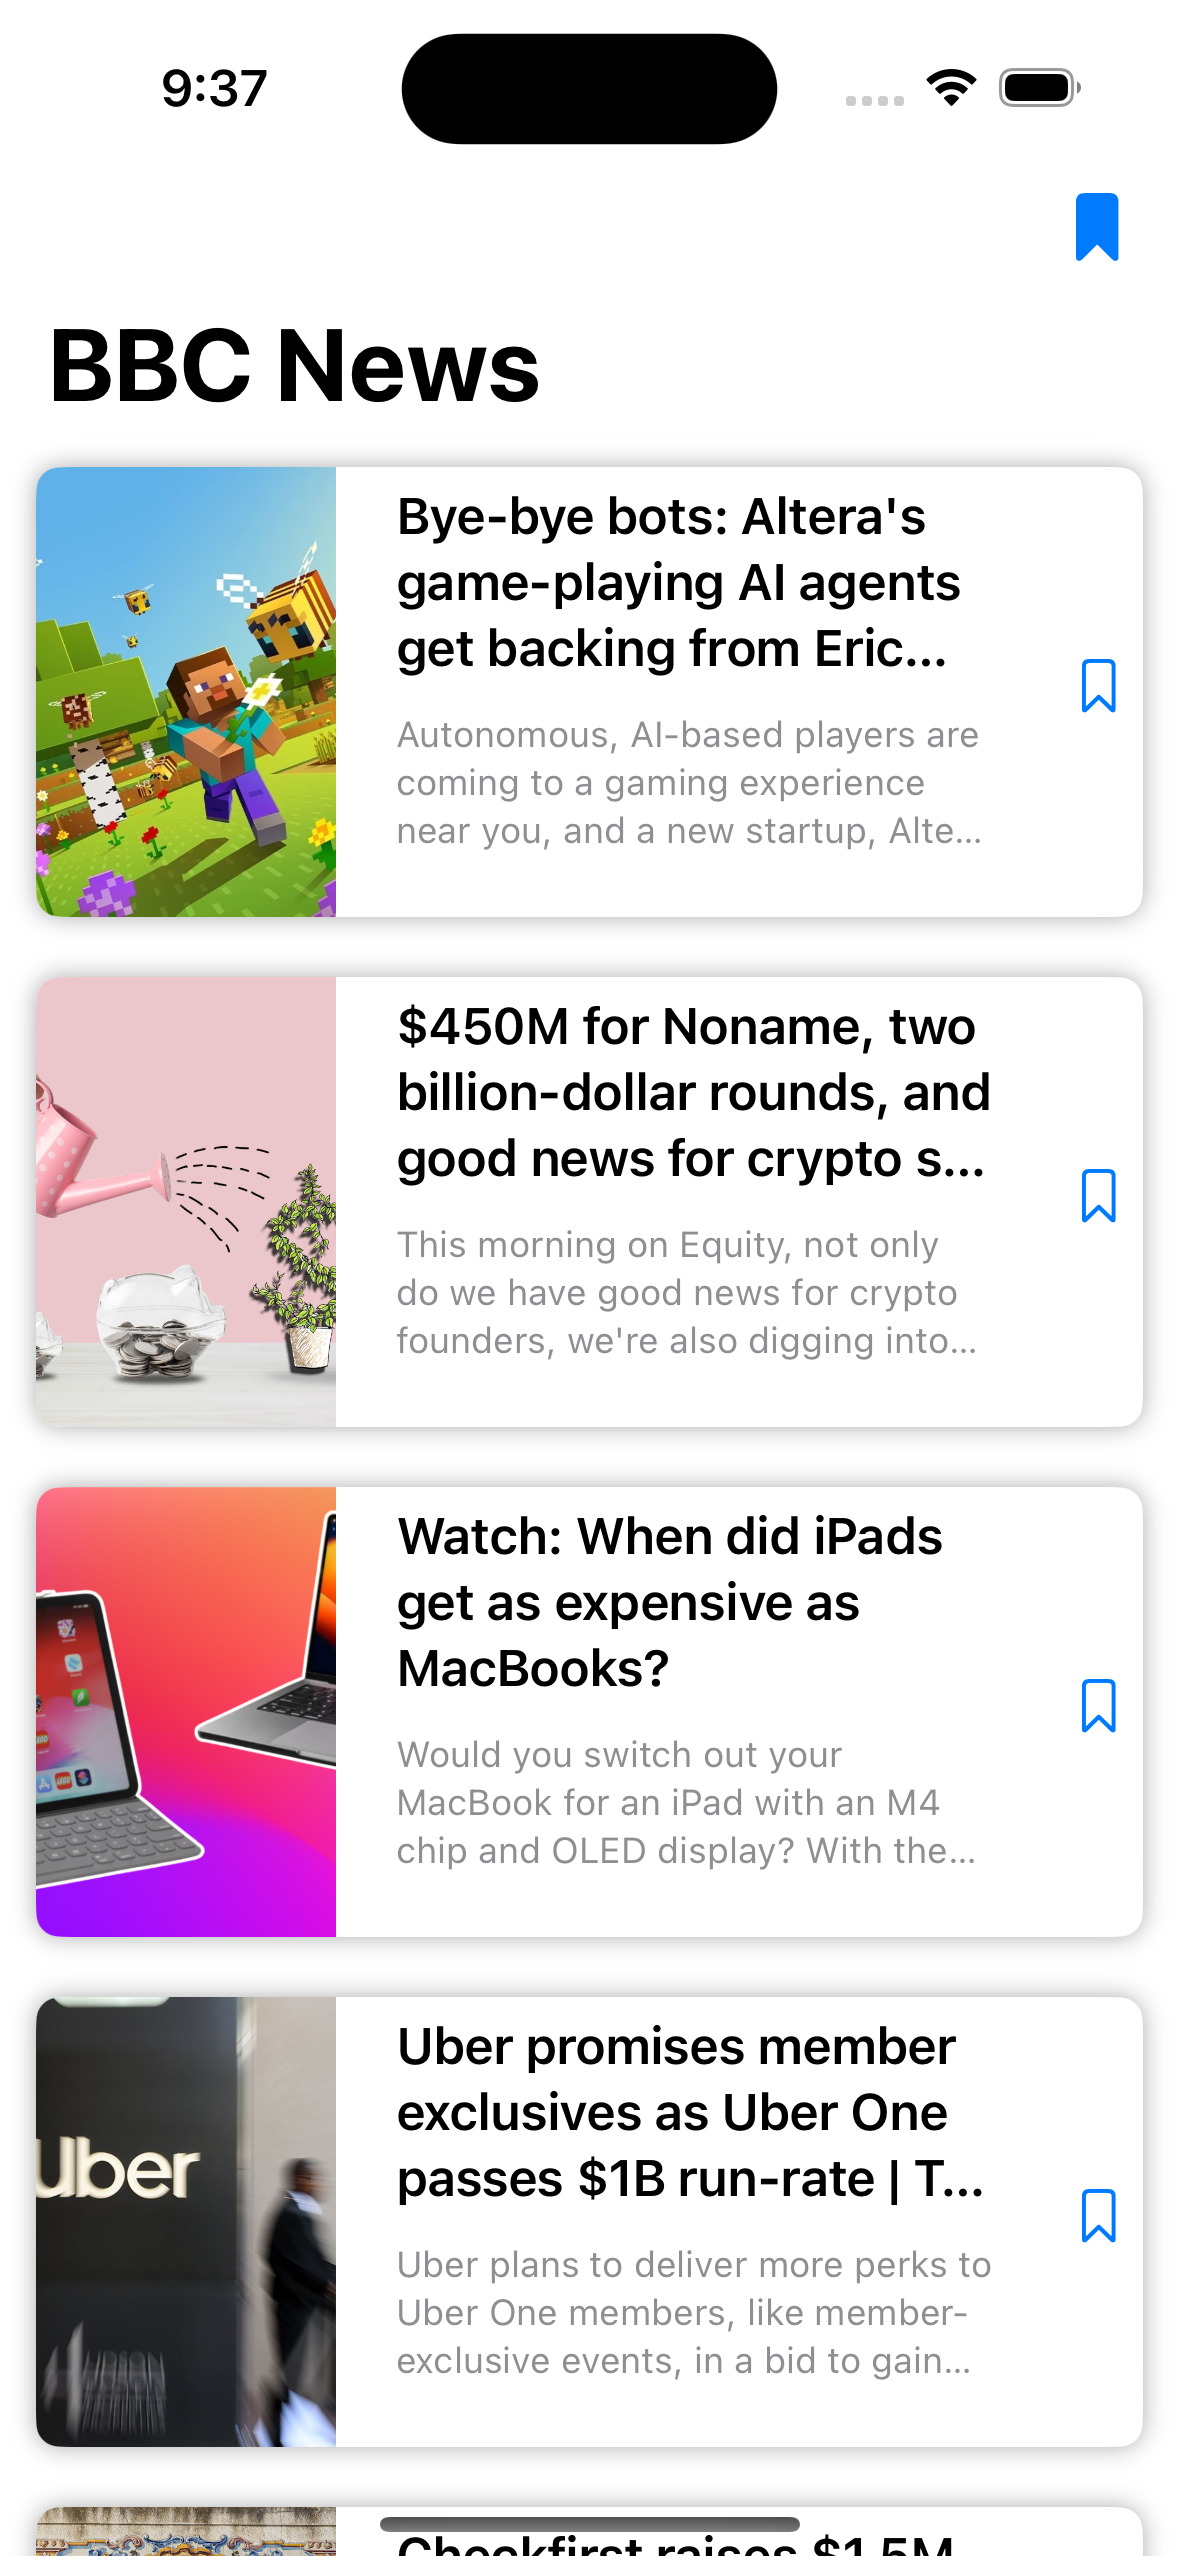 9:37
BBC News
Bye-bye bots: Altera's
game-playing AI agents
get backing from Eric...
Autonomous, AI-based players are
coming to a gaming experience
near you, and a new startup, Alte...
$450M for Noname, two
billion-dollar rounds, and
good news for crypto s...
This morning on Equity, not only
do we have good news for crypto
founders, we're also digging into...
Watch: When did iPads
get as expensive as
MacBooks?
Would you switch out your
MacBook for an iPad with an M4
chip and OLED display? With the...
Uber
Uber promises member
exclusives as Uber One
passes $1B run-rate | T...
Uber plans to deliver more perks to
Uber One members, like member-
exclusive events, in a bid to gain...
Checkfirst raises $1.5M